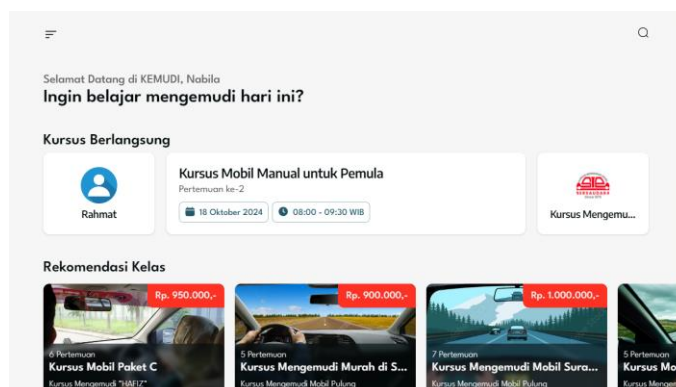 Selamat Datang di KEMUDI, Nabila
Ingin belajar mengemudi hari ini?
Kursus Berlangsung
Rahmat
Kursus Mobil Manual untuk Pemula
Pertemuan ke-2
18 Oktober 2024
08:00 - 09:30 WIB
Kursus Mengemu...
Rekomendasi Kelas
Rp. 950.000,-
6 Pertemuan
Kursus Mobil Paket C
Kursus Mengemudi "HAFIZ"
Rp. 900.000,-
5 Pertemuan
Kursus Mengemudi Murah di S...
Kursus Mengemudi Mobil Pulung
Rp. 1.000.000,-
7 Pertemuan
Kursus Mengemudi Mobil Sura...
Kursus Mengemudi Mobil Pulung
5 Pertemuan
Kursus Mo
Kursus Menge